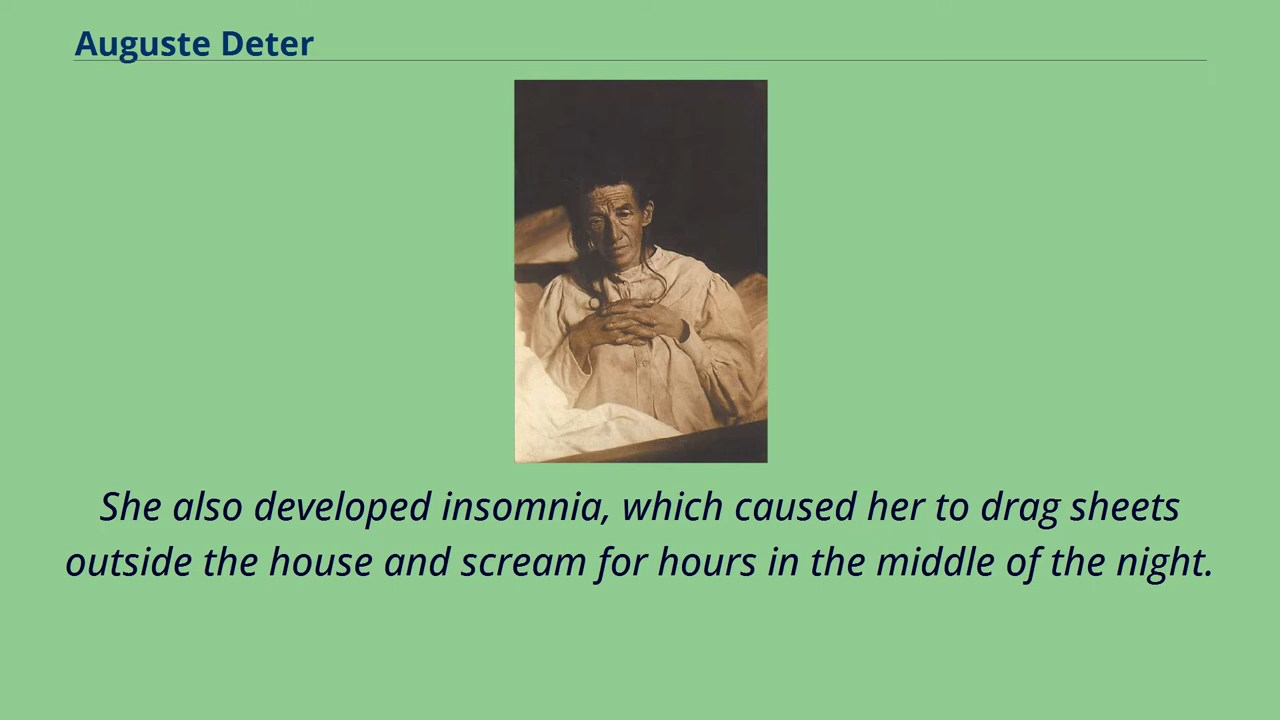 Auguste Deter
She also developed insomnia, which caused her to drag sheets
outside the house and scream for hours in the middle of the night.